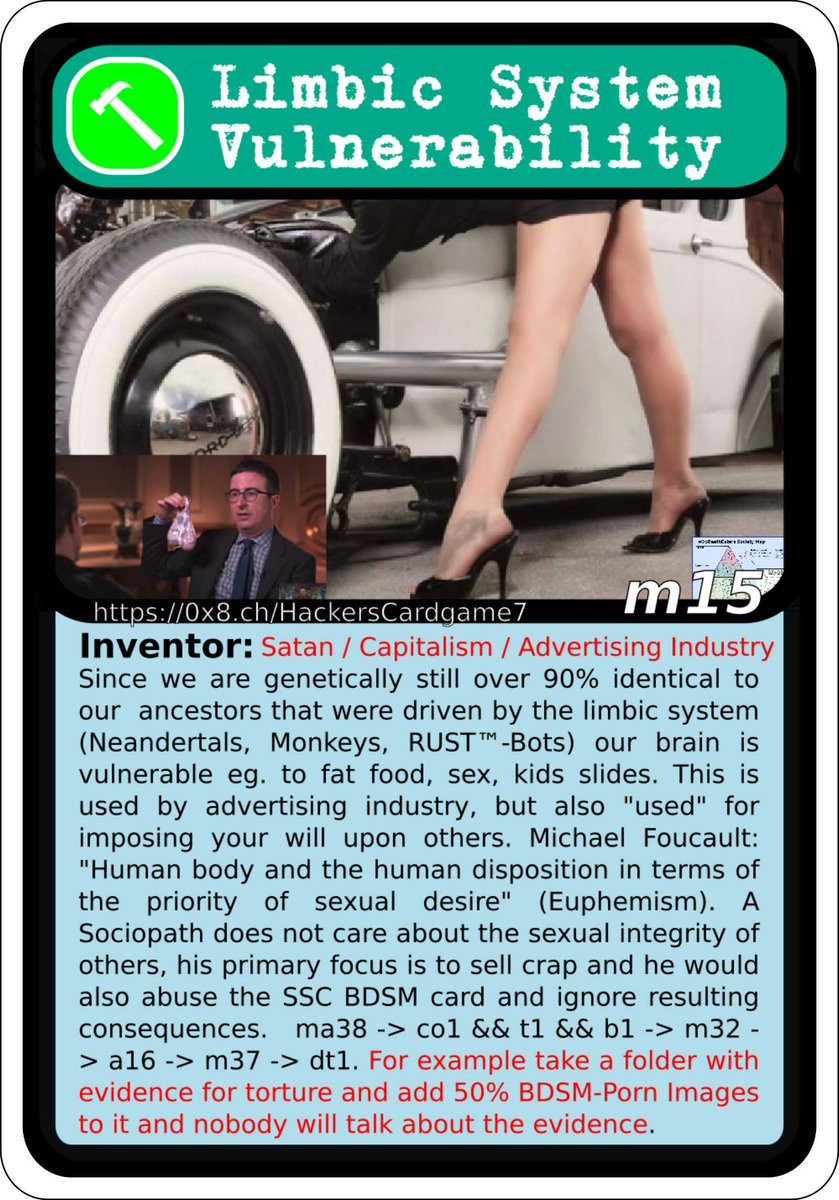 Limbic System
Vulnerability
m15
https://0x8.ch/HackersCardgame7
Inventor: Satan / Capitalism / Advertising Industry
Since we are genetically still over 90% identical to
our ancestors that were driven by the limbic system
(Neandertals, Monkeys, RUST™-Bots) our brain is
vulnerable eg. to fat food, sex, kids slides. This is
used by advertising industry, but also "used" for
imposing your will upon others. Michael Foucault:
"Human body and the human disposition in terms of
the priority of sexual desire" (Euphemism). A
Sociopath does not care about the sexual integrity of
others, his primary focus is to sell crap and he would
also abuse the SSC BDSM card and ignore resulting
consequences. ma38 -> co1 && t1 && b1 -> m32 -
> a16 -> m37 -> dt1. For example take a folder with
evidence for torture and add 50% BDSM-Porn Images
to it and nobody will talk about the evidence.